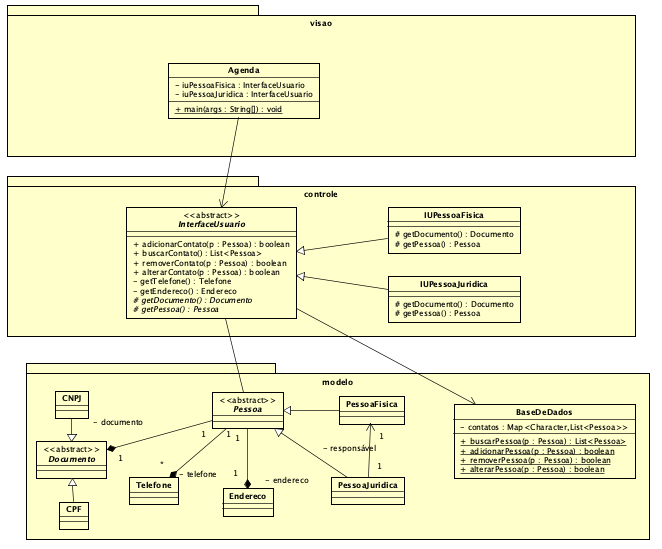 visao
Agenda
- iuPessoaFisica : InterfaceUsuario
- iuPessoaJuridica : InterfaceUsuario
+ main(args : String[]) : void
controle
<<abstract>>
InterfaceUsuario
+ adicionarContato(p : Pessoa) : boolean
+ buscarContato() : List<Pessoa>
+ removerContato(p : Pessoa) : boolean
+ alterarContato(p : Pessoa) : boolean
- getTelefone() : Telefone
- getEndereco() : Endereco
# getDocumento() : Documento
# getPessoa() : Pessoa
IUPessoaFisica
# getDocumento() : Documento
# getPessoa() : Pessoa
IUPessoaJuridica
# getDocumento() : Documento
# getPessoa() : Pessoa
modelo
CNPJ
- documento
<<abstract>>
Documento
1
CPF
<<abstract>>
Pessoa
1
1
1
*
- telefone
Telefone
1
- endereco
Endereco
PessoaFisica
1
- responsável
1
PessoaJuridica
BaseDeDados
- contatos : Map<Character,List<Pessoa>>
+ buscarPessoa(p : Pessoa) : List<Pessoa>
+ adicionarPessoa(p : Pessoa) : boolean
+ removerPessoa(p : Pessoa) : boolean
+ alterarPessoa(p : Pessoa) : boolean